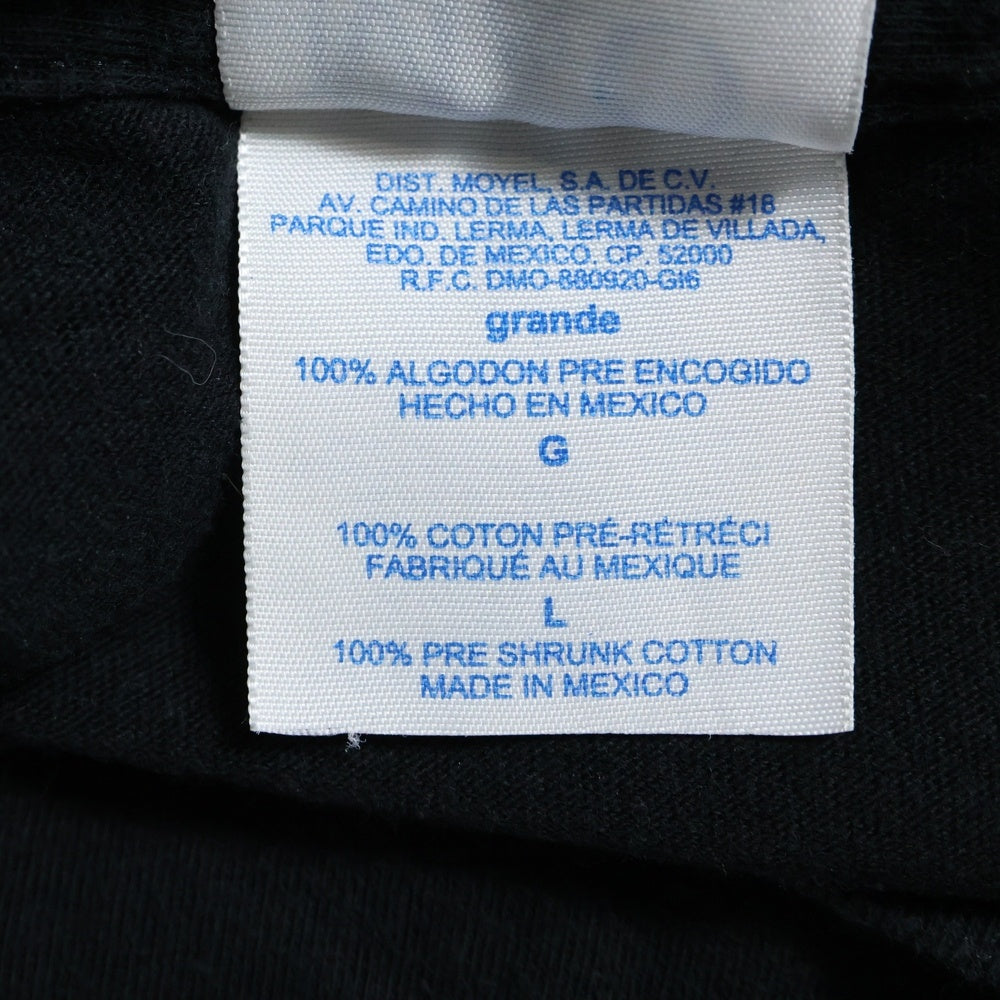 DIST. MOYEL, S.A. DE C.V.
AV. CAMINO DE LAS PARTIDAS #18
PARQUE IND. LERMA, LERMA DE VILLADA,
EDO. DE MEXICO. CP. 52000
R.F.C. DMO-880920-GI6
grande
100% ALGODON PRE ENCOGIDO
HECHO EN MEXICO
G
100% COTON PRÉ-RÉTRÉCI
FABRIQUÉ AU MEXIQUE
L
100% PRE SHRUNK COTTON
MADE IN MEXICO